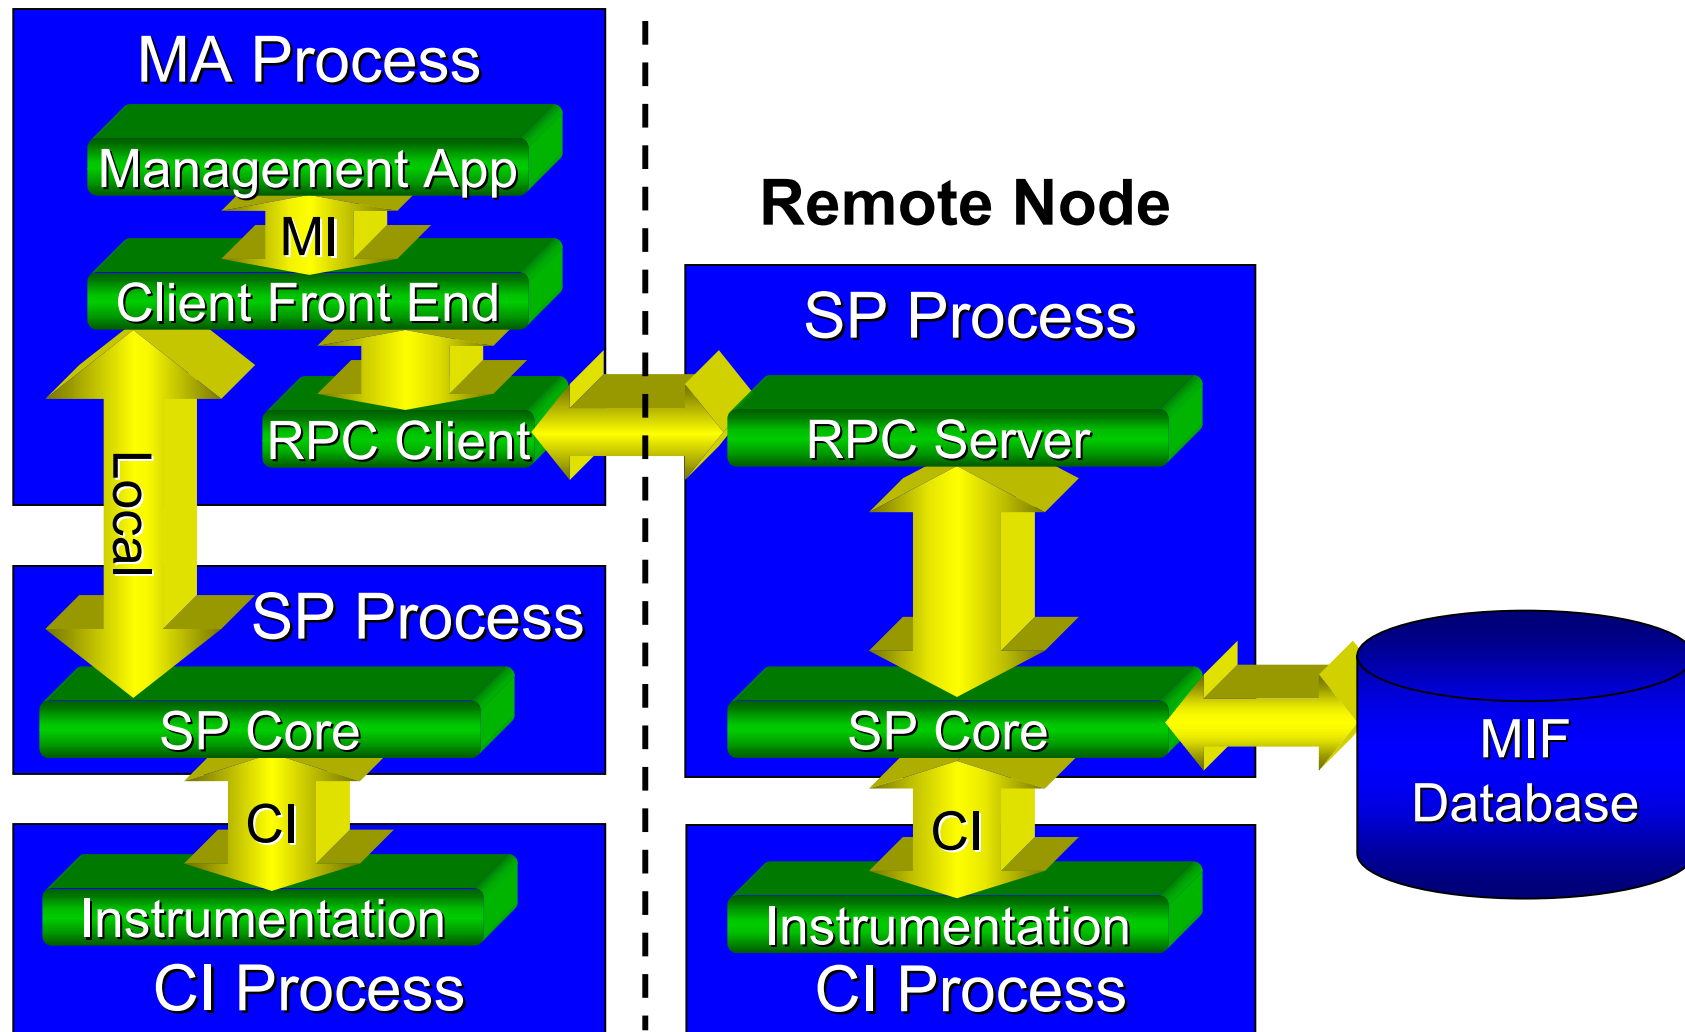 MA Process
Management App
MI
Client Front End
RPC Client
Local
SP Process
SP Core
CI
Instrumentation
CI Process
Remote Node
SP Process
RPC Server
SP Core
CI
Instrumentation
CI Process
MIF
Database